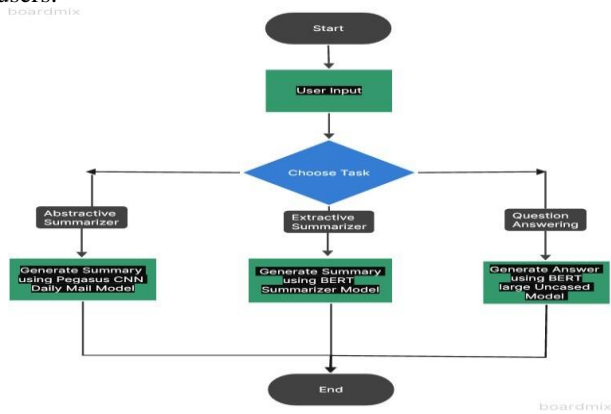 users.
boardmix
Start
User Input
Choose Task
Abstractive
Summarizer
Extractive
Summarizer
Question
Answering
Generate Summary
using Pegasus CNN
Daily Mail Model
Generate Summary
using BERT
Summarizer Model
Generate Answer
using BERT
large Uncased
Model
End
boardmix